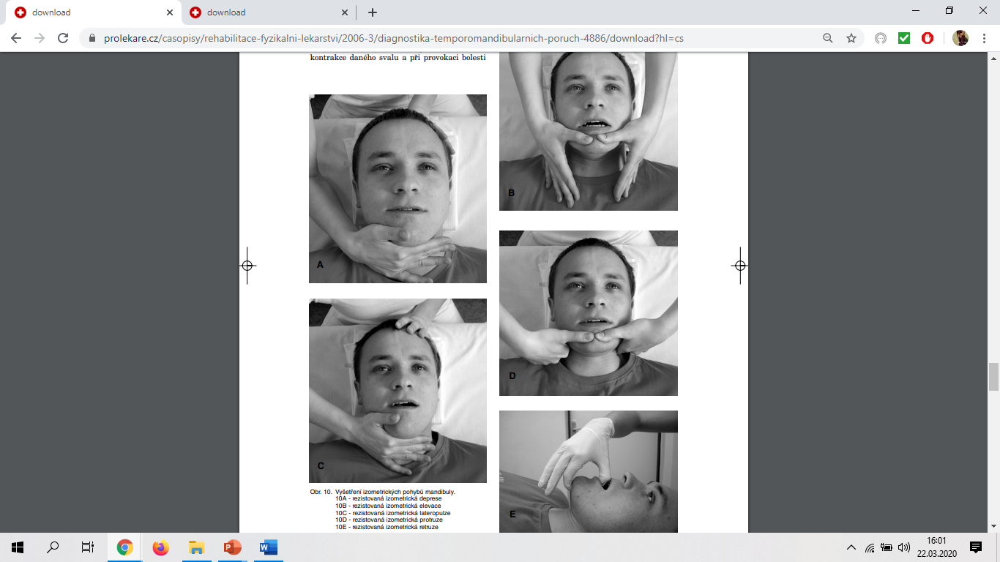 download
download
prolekare.cz/casopisy/rehabilitace-fyzikalni-lekarstvi/2006-3/diagnostika-temporomandibularnich-poruch-4886/download?hl=cs
kontrakce daného svalu a při provokaci bolesti
A
B
C
D
E
Obr. 10. Vyšetření izometrických pohybů mandibuly.
10A - rezistovaná izometrická deprese
10B - rezistovaná izometrická elevace
10C - rezistovaná izometrická lateropulze
10D - rezistovaná izometrická protruze
10E - rezistovaná izometrická retruze
16:01
22.03.2020